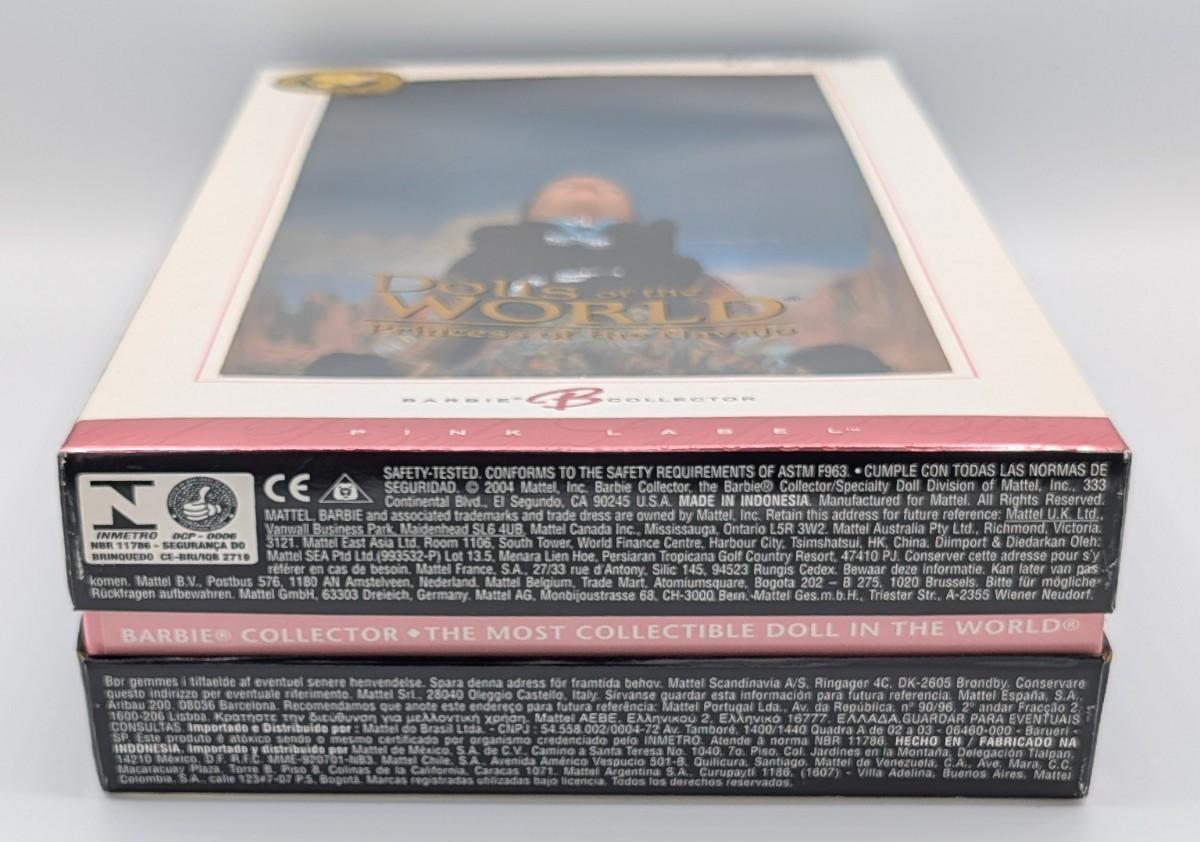 DOLLS OF THE
WORLD
Princess of the Navajo
BARBIE® B COLLECTOR
PINK LABEL™
SAFETY-TESTED. CONFORMS TO THE SAFETY REQUIREMENTS OF ASTM F963. • CUMPLE CON TODAS LAS NORMAS DE
SEGURIDAD. © 2004 Mattel, Inc. Barbie Collector, the Barbie® Collector/Specialty Doll Division of Mattel, Inc., 333
Continental Blvd., El Segundo, CA 90245 U.S.A. MADE IN INDONESIA. Manufactured for Mattel. All Rights Reserved.
MATTEL, BARBIE and associated trademarks and trade dress are owned by Mattel, Inc. Retain this address for future reference: Mattel U.K. Ltd.,
Vanwall Business Park, Maidenhead SL6 4UB. Mattel Canada Inc., Mississauga, Ontario L5R 3W2. Mattel Australia Pty Ltd., Richmond, Victoria.
3121. Mattel East Asia Ltd. Room 1106, South Tower, World Finance Centre, Harbour City, Tsimshatsui, HK, China. Diimport & Diedarkan Oleh:
Mattel SEA Ptd Ltd.(993532-P) Lot 13.5, Menara Lien Hoe, Persiaran Tropicana Golf Country Resort, 47410 PJ. Conserver cette adresse pour s'y
référer en cas de besoin. Mattel France, S.A., 27/33 rue d'Antony, Silic 145, 94523 Rungis Cedex. Bewaar deze informatie. Kan later van pas
komen. Mattel B.V., Postbus 576, 1180 AN Amstelveen, Nederland. Mattel Belgium, Trade Mart, Atomiumsquare, Bogota 202 – B 275, 1020 Brussels. Bitte für mögliche
Rückfragen aufbewahren. Mattel GmbH, 63303 Dreieich, Germany. Mattel AG, Monbijoustrasse 68, CH-3000 Bern. Mattel Ges.m.b.H., Triester Str., A-2355 Wiener Neudorf.
CE
N
INMETRO OCP - 0006
NBR 11786 - SEGURANÇA DO
BRINQUEDO CE-BRI/IQB 2719
BARBIE® COLLECTOR • THE MOST COLLECTIBLE DOLL IN THE WORLD®
Bør gemmes i tilfælde af eventuel senere henvendelse. Spara denna adress för framtida behov. Mattel Scandinavia A/S, Ringager 4C, DK-2605 Brøndby. Conservare
questo indirizzo per eventuale riferimento. Mattel Srl., 28040 Oleggio Castello, Italy. Sírvanse guardar esta información para futura referencia. Mattel España, S.A.,
Aribau 200. 08036 Barcelona. Recomendamos que anote este endereço para futura referência: Mattel Portugal Lda., Av. da República, nº 90/96, 2º andar Fracção 2,
1600-206 Lisboa. Κρατηστε την διεύθυνση για μελλοντική χρηση. Mattel AEBE, Ελληνικού 2, Ελληνικό 16777, ΕΛΛΑΔΑ.GUARDAR PARA EVENTUAIS
CONSULTAS. Importado e Distribuido por : Mattel do Brasil Ltda. - CNPJ : 54.558.002/0004-72 Av. Tamboré, 1400/1440 Quadra A de 02 a 03 - 06460-000 - Barueri -
SP. Este produto é atóxico sendo o mesmo certificado por organismo credenciado pelo INMETRO. Atende à norma NBR 11786. HECHO EN / FABRICADO NA
INDONESIA. Importado y distribuido por Mattel de México, S.A. de C.V., Camino a Santa Teresa No. 1040, 7o. Piso, Col. Jardines en la Montaña, Delegación Tlalpan,
14210 México, D.F. R.F.C. MME-920701-NB3. Mattel Chile, S.A., Avenida Américo Vespucio 501-B, Quilicura, Santiago. Mattel de Venezuela, C.A., Ave. Mara, C.C.
Macaracuay Plaza, Torre B, Piso 8, Colinas de la California, Caracas 1071. Mattel Argentina S.A., Curupaytí 1186, (1607) - Villa Adelina, Buenos Aires. Mattel
Colombia, S.A., calle 123#7-07 P.5, Bogotá. Marcas registradas utilizadas bajo licencia. Todos los derechos reservados.